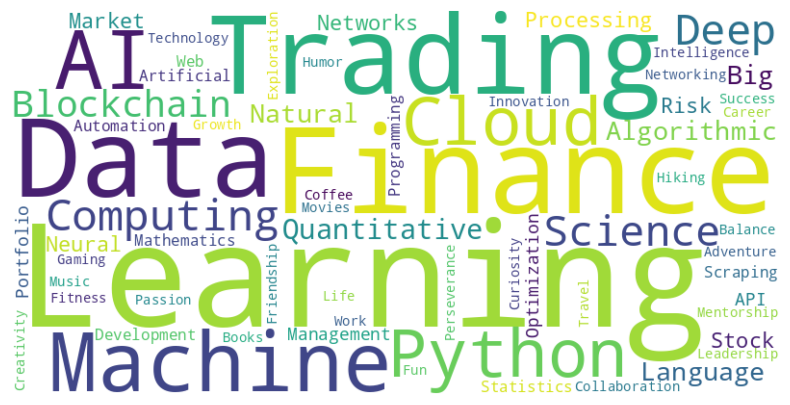 Market
Technology
AI
Web
Artificial
Trading
Exploration
Networks
Humor
Processing
Deep
Intelligence
Networking
Big
Blockchain
Natural
Automation
Growth
Programming
Cloud
Innovation
Risk
Success
Career
Algorithmic
Data
Finance
Hiking
Coffee
Movies
Portfolio
Computing
Quantitative
Science
Balance
Neural
Mathematics
Gaming
Adventure
Scraping
Music
Fitness
Passion
Friendship
Perseverance
Curiosity
Optimization
Learning
Life
Travel
API
Mentorship
Creativity
Development
Books
Work
Management
Stock
Leadership
Machine
Python
Fun
Language
Statistics
Collaboration